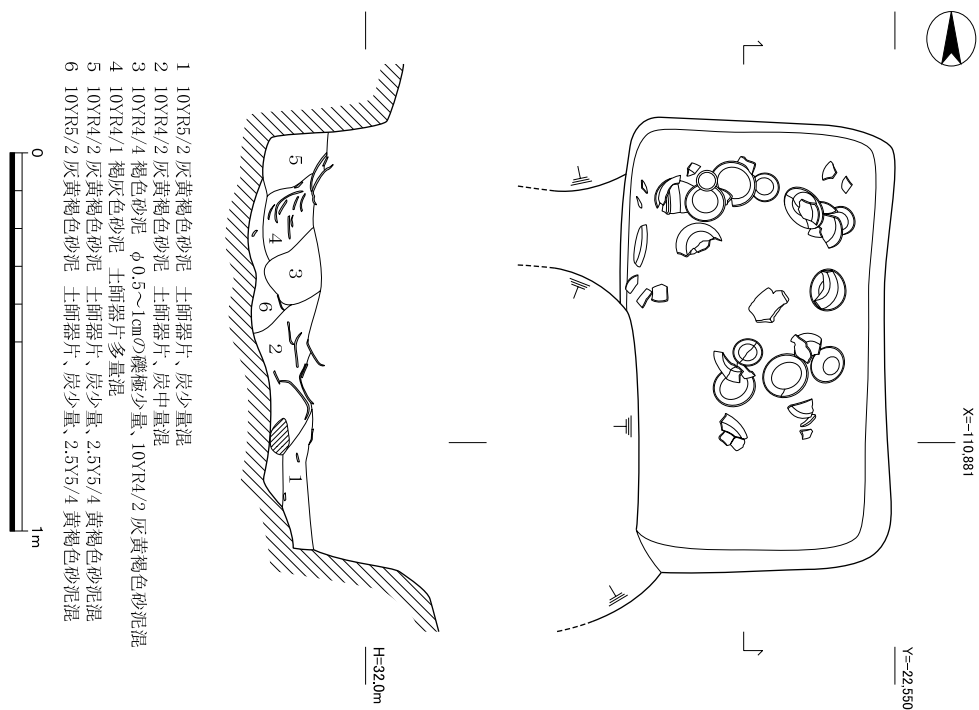 X=-110,881
Y=-22,550
H=32.0m
5
4
3
6
2
1
1 10YR5/2 灰黄褐色砂泥 土師器片、炭少量混
2 10YR4/2 灰黄褐色砂泥 土師器片、炭中量混
3 10YR4/4 褐色砂泥 φ0.5～1cmの礫極少量、10YR4/2 灰黄褐色砂泥混
4 10YR4/1 褐灰色砂泥 土師器片多量混
5 10YR4/2 灰黄褐色砂泥 土師器片、炭少量、2.5Y5/4 黄褐色砂泥混
6 10YR5/2 灰黄褐色砂泥 土師器片、炭少量、2.5Y5/4 黄褐色砂泥混
0
1m